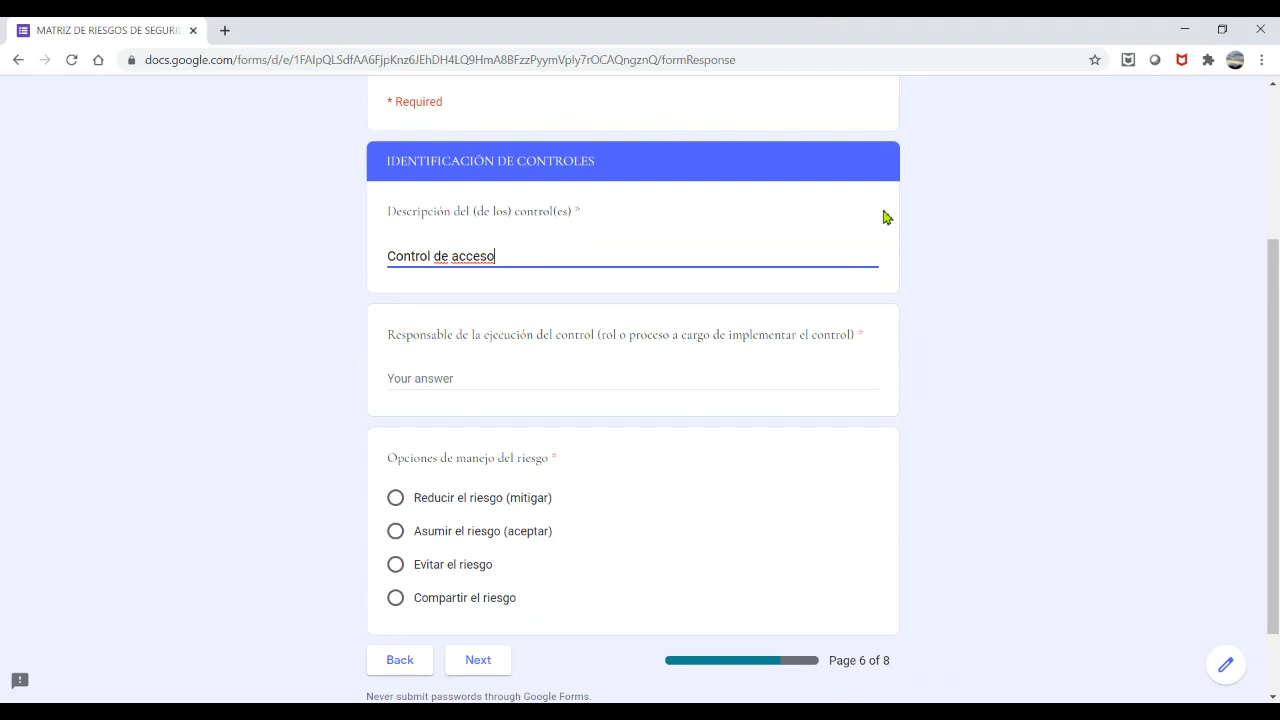 MATRIZ DE RIESGOS DE SEGURI
docs.google.com/forms/d/e/1FAIpQLSdfAA6FjpKnz6JEhDH4LQ9HmnA8BFzzPyymVply7rOCAQngznQ/formResponse
* Required
IDENTIFICACIÓN DE CONTROLES
Descripción del (de los) control(es) *
Control de acceso
Responsable de la ejecución del control (rol o proceso a cargo de implementar el control) *
Your answer
Opciones de manejo del riesgo *
Reducir el riesgo (mitigar)
Asumir el riesgo (aceptar)
Evitar el riesgo
Compartir el riesgo
Back Next Page 6 of 8
Never submit passwords through Google Forms.